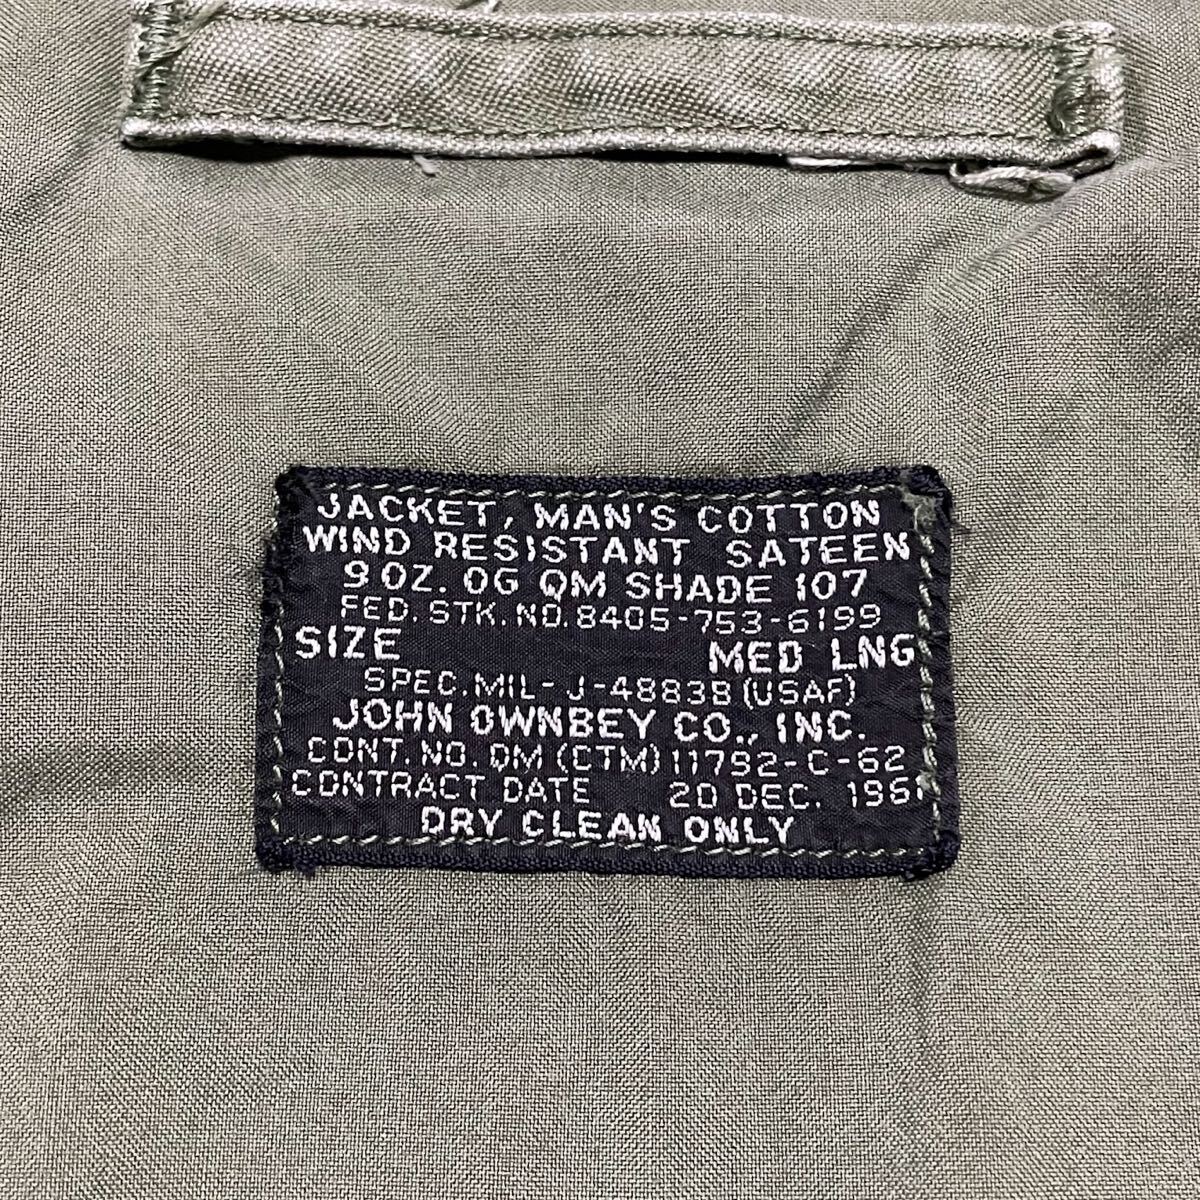 JACKET, MAN'S COTTON
WIND RESISTANT SATEEN
9 OZ. OG QM SHADE 107
FED. STK. NO. 8405-753-6199
SIZE MED LNG
SPEC. MIL-J-4883B (USAF)
JOHN OWNBEY CO., INC.
CONT. NO. QM (CTM) 11792-C-62
CONTRACT DATE 20 DEC. 1961
DRY CLEAN ONLY